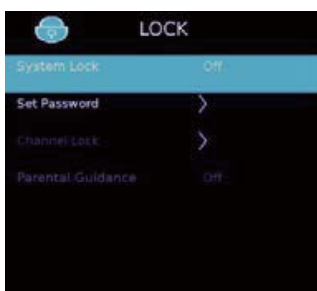 LOCK
System Lock Off
Set Password
Channel Lock
Parental Guidance Off